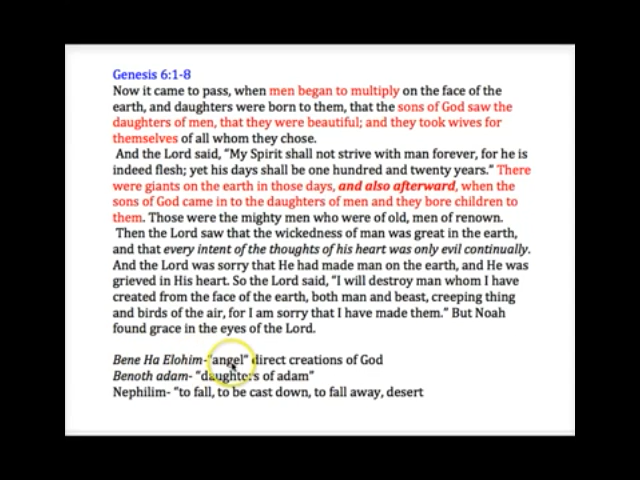 Genesis 6:1-8
Now it came to pass, when men began to multiply on the face of the
earth, and daughters were born to them, that the sons of God saw the
daughters of men, that they were beautiful; and they took wives for
themselves of all whom they chose.
And the Lord said, “My Spirit shall not strive with man forever, for he is
indeed flesh; yet his days shall be one hundred and twenty years.” There
were giants on the earth in those days, and also afterward, when the
sons of God came in to the daughters of men and they bore children to
them. Those were the mighty men who were of old, men of renown.
Then the Lord saw that the wickedness of man was great in the earth,
and that every intent of the thoughts of his heart was only evil continually.
And the Lord was sorry that He had made man on the earth, and He was
grieved in His heart. So the Lord said, “I will destroy man whom I have
created from the face of the earth, both man and beast, creeping thing
and birds of the air, for I am sorry that I have made them.” But Noah
found grace in the eyes of the Lord.
Bene Ha Elohim- “angel” direct creations of God
Benoth adam- “daughters of adam”
Nephilim- “to fall, to be cast down, to fall away, desert